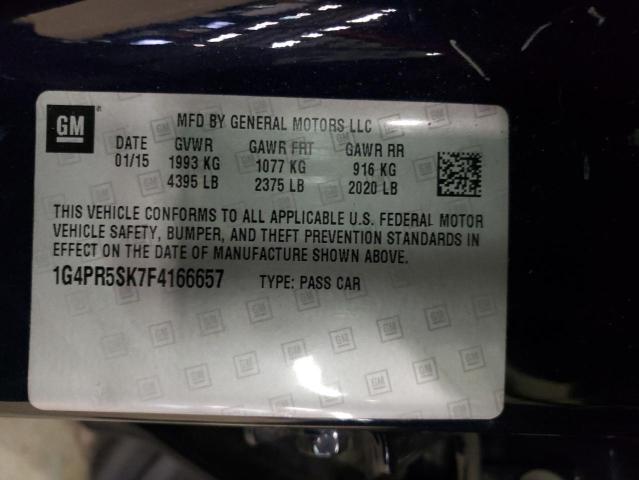 GM
MFD BY GENERAL MOTORS LLC
DATE GVWR GAWR FRT GAWR RR
01/15 1993 KG 1077 KG 916 KG
4395 LB 2375 LB 2020 LB
THIS VEHICLE CONFORMS TO ALL APPLICABLE U.S. FEDERAL MOTOR
VEHICLE SAFETY, BUMPER, AND THEFT PREVENTION STANDARDS IN
EFFECT ON THE DATE OF MANUFACTURE SHOWN ABOVE.
1G4PR5SK7F4166657 TYPE: PASS CAR